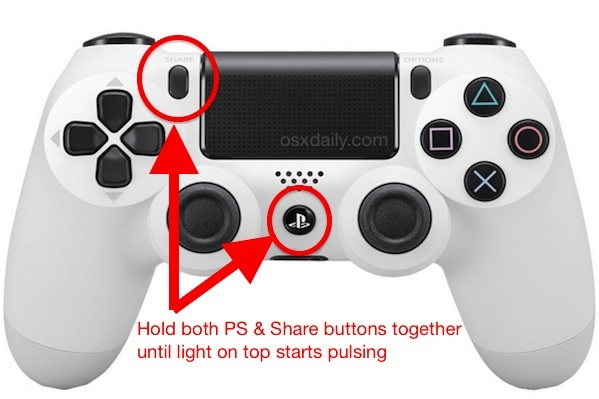 SHARE
OPTIONS
osxdaily.com
Hold both PS & Share buttons together
until light on top starts pulsing